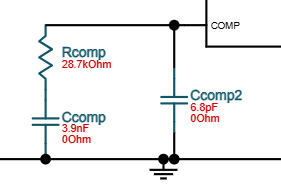 COMP
Rcomp
28.7kOhm
Ccomp
3.9nF
0Ohm
Ccomp2
6.8pF
0Ohm